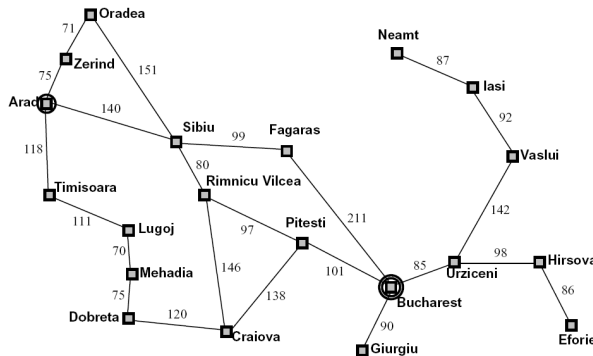 Oradea
71
Neamt
Zerind
87
151
75
Iasi
Arad
140
92
Sibiu
99
Fagaras
118
Vaslui
80
Timisoara
Rimnicu Vilcea
111
211
142
Lugoj
97
Pitesti
70
98
Hirsova
146
101
85
Mehadia
Urziceni
138
75
86
Bucharest
Dobreta
120
90
Craiova
Eforie
Giurgiu